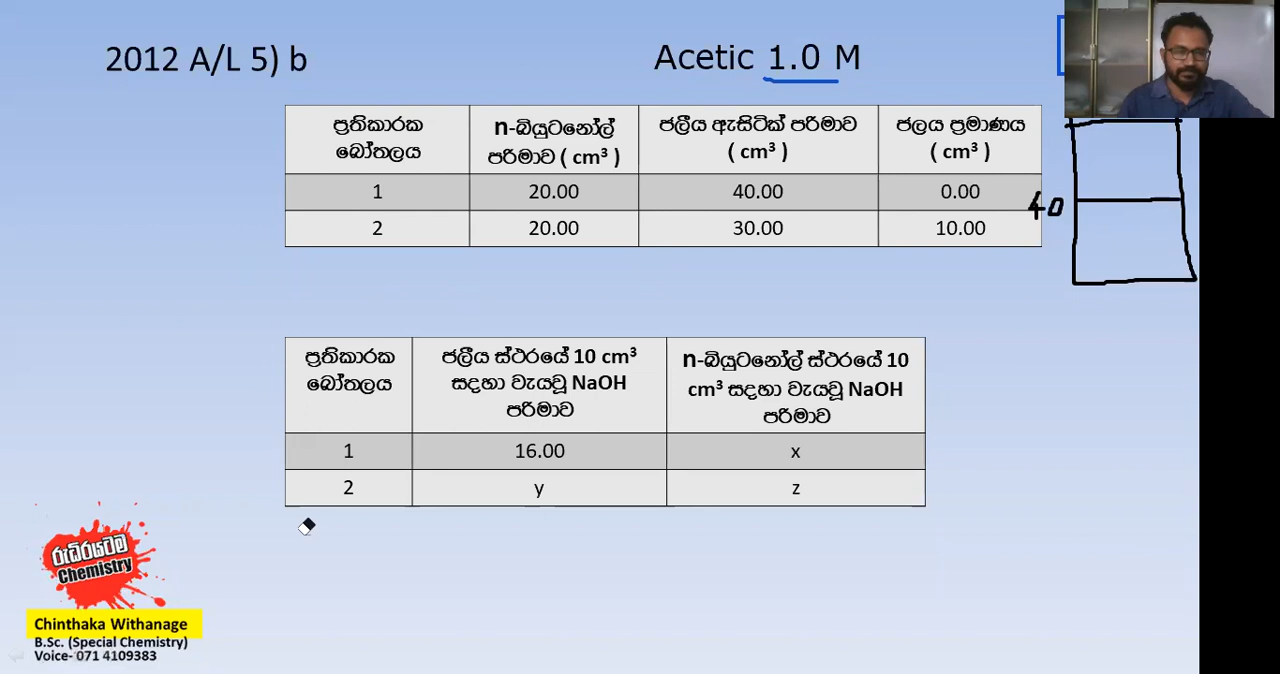 2012 A/L 5) b
Acetic 1.0 M
ප්‍රතිකාරක බෝතලය
n-බියුටනෝල් පරිමාව ( cm³ )
ජලීය ඇසිටික් පරිමාව ( cm³ )
ජලය ප්‍රමාණය ( cm³ )
1 20.00 40.00 0.00
2 20.00 30.00 10.00
40
ප්‍රතිකාරක බෝතලය
ජලීය ස්ථරයේ 10 cm³ සදහා වැයවූ NaOH පරිමාව
n-බියුටනෝල් ස්ථරයේ 10 cm³ සදහා වැයවූ NaOH පරිමාව
1 16.00 x
2 y z
රුධිරයටම
Chemistry
Chinthaka Withanage
B.Sc. (Special Chemistry)
Voice- 071 4109383